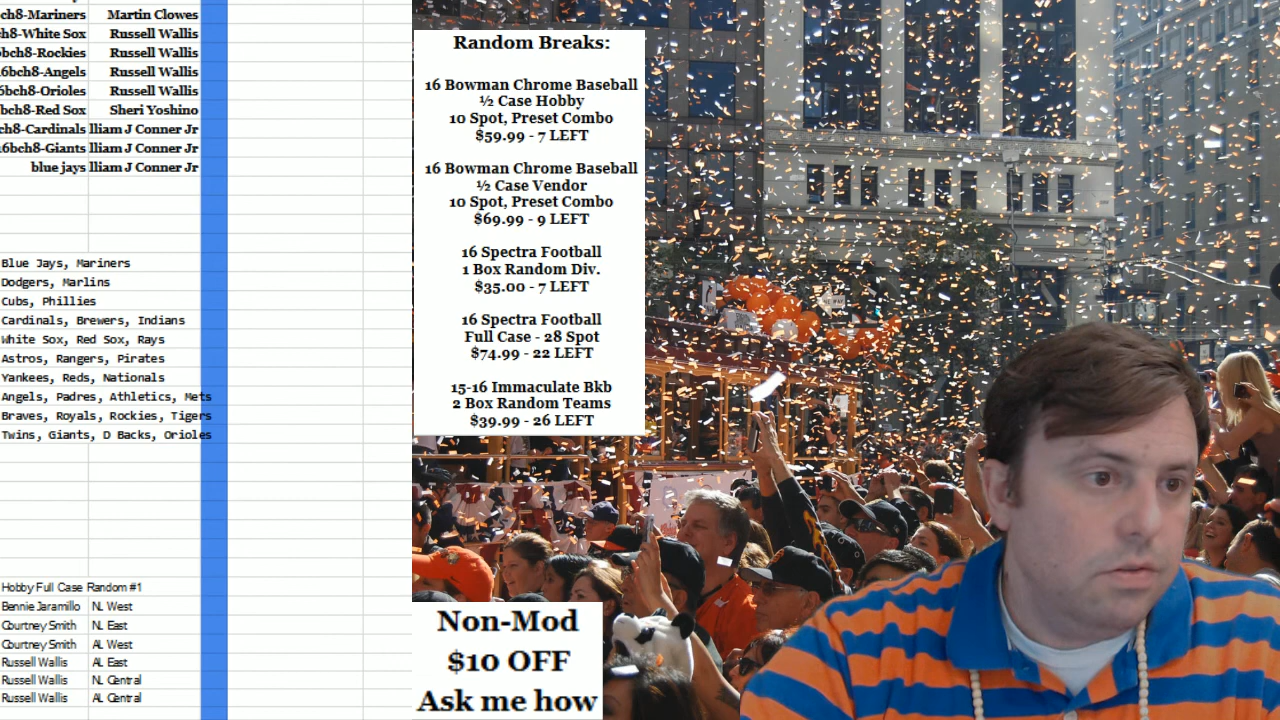 ch8-Mariners Martin Clowes
h8-White Sox Russell Wallis
bch8-Rockies Russell Wallis
16bch8-Angels Russell Wallis
6bch8-Orioles Russell Wallis
bch8-Red Sox Sheri Yoshino
ch8-Cardinals lliam J Conner Jr
16bch8-Giants lliam J Conner Jr
blue jays lliam J Conner Jr
Blue Jays, Mariners
Dodgers, Marlins
Cubs, Phillies
Cardinals, Brewers, Indians
White Sox, Red Sox, Rays
Astros, Rangers, Pirates
Yankees, Reds, Nationals
Angels, Padres, Athletics, Mets
Braves, Royals, Rockies, Tigers
Twins, Giants, D Backs, Orioles
Hobby Full Case Random #1
Bennie Jaramillo NL West
Courtney Smith NL East
Courtney Smith AL West
Russell Wallis AL East
Russell Wallis NL Central
Russell Wallis AL Central
Random Breaks:
16 Bowman Chrome Baseball
½ Case Hobby
10 Spot, Preset Combo
$59.99 - 7 LEFT
16 Bowman Chrome Baseball
½ Case Vendor
10 Spot, Preset Combo
$69.99 - 9 LEFT
16 Spectra Football
1 Box Random Div.
$35.00 - 7 LEFT
16 Spectra Football
Full Case - 28 Spot
$74.99 - 22 LEFT
15-16 Immaculate Bkb
2 Box Random Teams
$39.99 - 26 LEFT
Non-Mod
$10 OFF
Ask me how